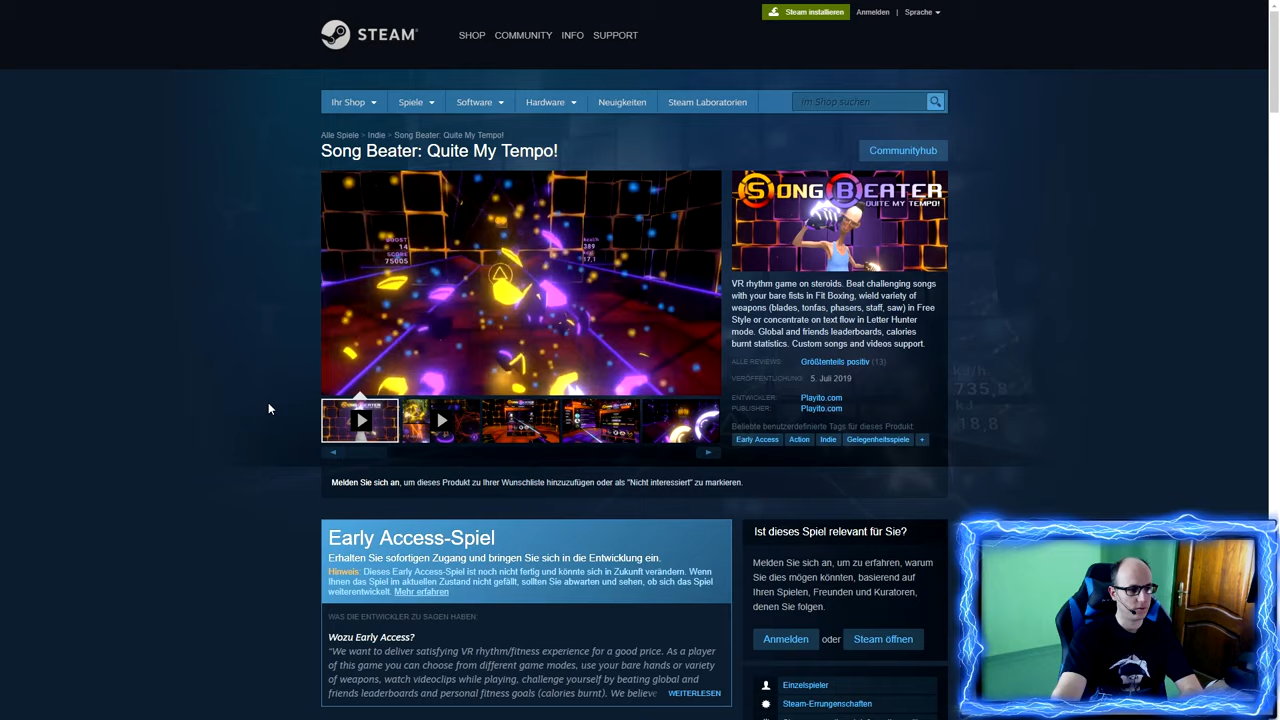 Steam installieren
Anmelden | Sprache
STEAM®
SHOP COMMUNITY INFO SUPPORT
Ihr Shop Spiele Software Hardware Neuigkeiten Steam Laboratorien
im Shop suchen
Alle Spiele > Indie > Song Beater: Quite My Tempo!
Song Beater: Quite My Tempo!
Communityhub
BOOST
14
SCORE
75005
389
17,1
SONG BEATER
QUITE MY TEMPO!
VR rhythm game on steroids. Beat challenging songs
with your bare fists in Fit Boxing, wield variety of
weapons (blades, tonfas, phasers, staff, saw) in Free
Style or concentrate on text flow in Letter Hunter
mode. Global and friends leaderboards, calories
burnt statistics. Custom songs and videos support.
ALLE REVIEWS: Größtenteils positiv (13)
VERÖFFENTLICHUNG: 5. Juli 2019
ENTWICKLER: Playito.com
PUBLISHER: Playito.com
Beliebte benutzerdefinierte Tags für dieses Produkt:
Early Access Action Indie Gelegenheitsspiele +
Melden Sie sich an, um dieses Produkt zu Ihrer Wunschliste hinzuzufügen oder als "Nicht interessiert" zu markieren.
Early Access-Spiel
Erhalten Sie sofortigen Zugang und bringen Sie sich in die Entwicklung ein.
Hinweis: Dieses Early Access-Spiel ist noch nicht fertig und könnte sich in Zukunft verändern. Wenn
Ihnen das Spiel im aktuellen Zustand nicht gefällt, sollten Sie abwarten und sehen, ob sich das Spiel
weiterentwickelt. Mehr erfahren
WAS DIE ENTWICKLER ZU SAGEN HABEN:
Wozu Early Access?
"We want to deliver satisfying VR rhythm/fitness experience for a good price. As a player
of this game you can choose from different game modes, use your bare hands or variety
of weapons, watch videoclips while playing, challenge yourself by beating global and
friends leaderboards and personal fitness goals (calories burnt). We believe WEITERLESEN
Ist dieses Spiel relevant für Sie?
Melden Sie sich an, um zu erfahren, warum
Sie dies mögen könnten, basierend auf
Ihren Spielen, Freunden und Kuratoren,
denen Sie folgen.
Anmelden oder Steam öffnen
Einzelspieler
Steam-Errungenschaften